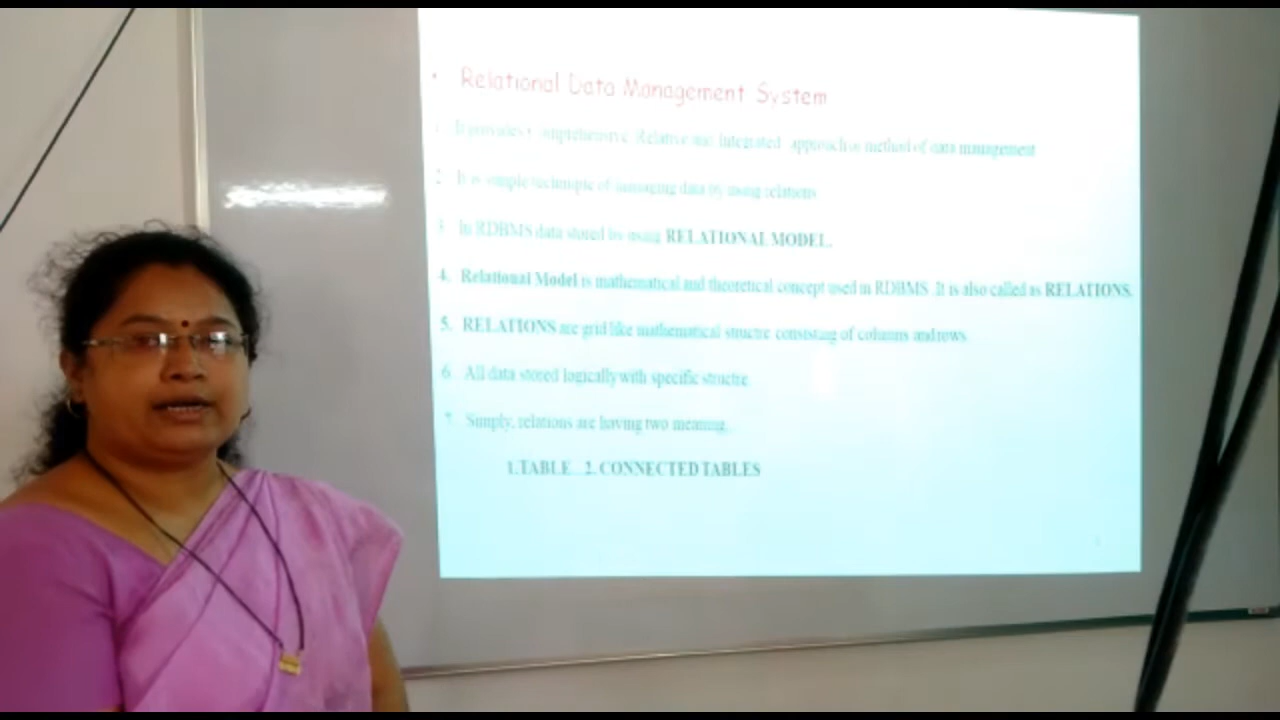 • Relational Data Management System
1. It provides comprehensive, Relative and Integrated approach or method of data management
2. It is simple technique of managing data by using relations
3. In RDBMS data stored by using RELATIONAL MODEL.
4. Relational Model is mathematical and theoretical concept used in RDBMS. It is also called as RELATIONS.
5. RELATIONS are grid like mathematical structre consisting of columns and rows.
6. All data stored logically with specific structre.
7. Simply, relations are having two meaning.
1.TABLE 2. CONNECTED TABLES